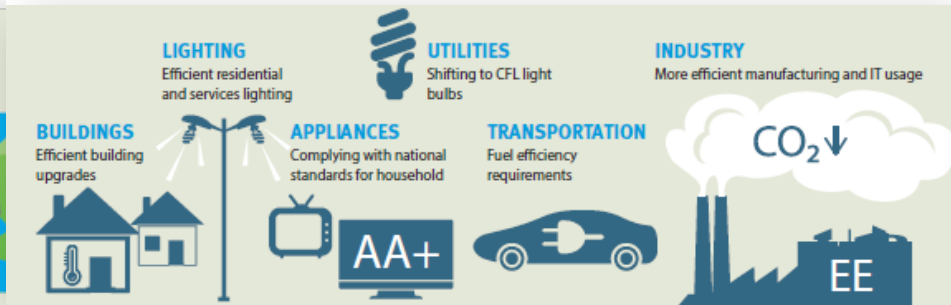 LIGHTING
Efficient residential
and services lighting
UTILITIES
Shifting to CFL light
bulbs
INDUSTRY
More efficient manufacturing and IT usage
BUILDINGS
Efficient building
upgrades
APPLIANCES
Complying with national
standards for household
TRANSPORTATION
Fuel efficiency
requirements
CO₂↓
AA+
EE